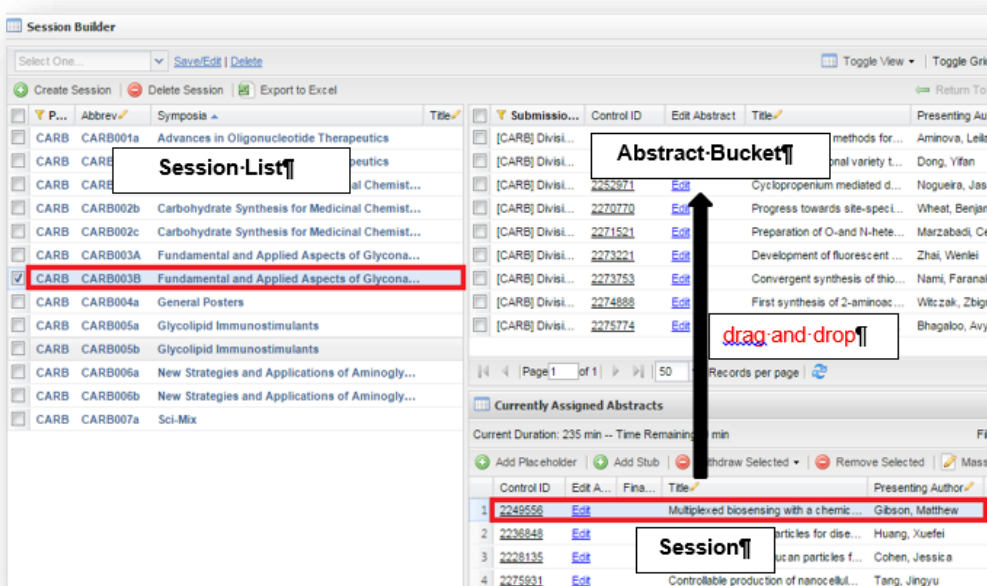 Session Builder
Select One... Save/Edit | Delete
Toggle View Toggle Gri
Create Session Delete Session Export to Excel
Return To
P... Abbrev Symposia Title
CARB CARB001a Advances in Oligonucleotide Therapeutics
CARB peutics
CARB al Chemist...
CARB CARB002b Carbohydrate Synthesis for Medicinal Chemist...
CARB CARB002c Carbohydrate Synthesis for Medicinal Chemist...
CARB CARB003A Fundamental and Applied Aspects of Glycona...
CARB CARB003B Fundamental and Applied Aspects of Glycona...
CARB CARB004a General Posters
CARB CARB005a Glycolipid Immunostimulants
CARB CARB005b Glycolipid Immunostimulants
CARB CARB006a New Strategies and Applications of Aminogly...
CARB CARB006b New Strategies and Applications of Aminogly...
CARB CARB007a Sci-Mix
Session·List¶
Submissio... Control ID Edit Abstract Title Presenting Au
[CARB] Divisi... methods for... Aminova, Leila
[CARB] Divisi... onal variety t... Dong, Yifan
[CARB] Divisi... 2252971 Edit Cyclopropenium mediated d... Nogueira, Jas
[CARB] Divisi... 2270770 Edit Progress towards site-speci... Wheat, Benjam
[CARB] Divisi... 2271521 Edit Preparation of O-and N-hete... Marzabadi, Ce
[CARB] Divisi... 2273221 Edit Development of fluorescent ... Zhai, Wenlei
[CARB] Divisi... 2273753 Edit Convergent synthesis of thio... Nami, Faranak
[CARB] Divisi... 2274888 Edit First synthesis of 2-aminoac... Witczak, Zbig
[CARB] Divisi... 2275774 Edit Bhagaloo, Avy
Abstract·Bucket¶
drag·and·drop¶
Page 1 of 1 50 Records per page
Currently Assigned Abstracts
Current Duration: 235 min -- Time Remaining min
Add Placeholder Add Stub Withdraw Selected Remove Selected Mass
Control ID Edit A... Fina... Title Presenting Author
1 2249556 Edit Multiplexed biosensing with a chemic... Gibson, Matthew
2 2236848 Edit articles for dise... Huang, Xuefei
3 2228135 Edit ucan particles f... Cohen, Jessica
4 2275931 Edit Controllable production of nanocellul... Tang, Jingyu
Session¶